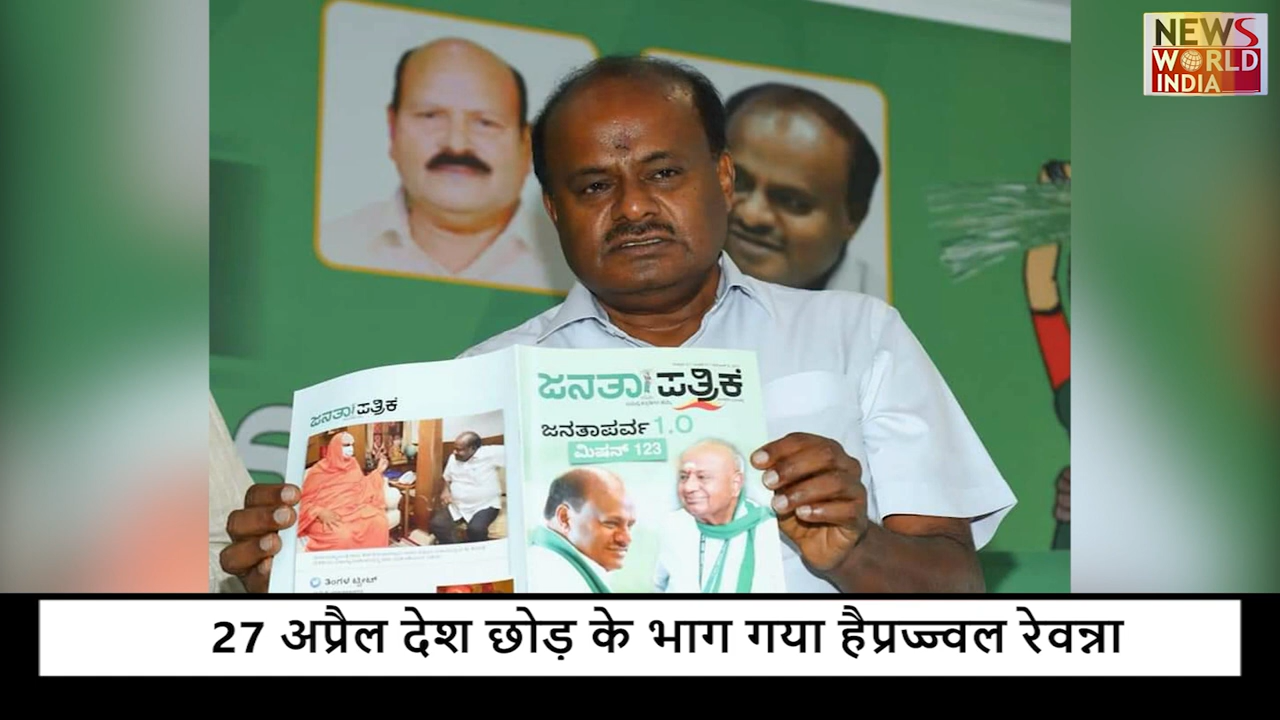 NEWS
WORLD
INDIA
ಜನತಾ ಪತ್ರಿಕೆ
ಜನತಾ ಪತ್ರಿಕೆ
ಜನತಾಪರ್ವ 1.0
ಮಿಷನ್ 123
ತಿಂಗಳ ಟ್ವೀಟ್
27 अप्रैल देश छोड़ के भाग गया हैप्रज्ज्वल रेवन्ना